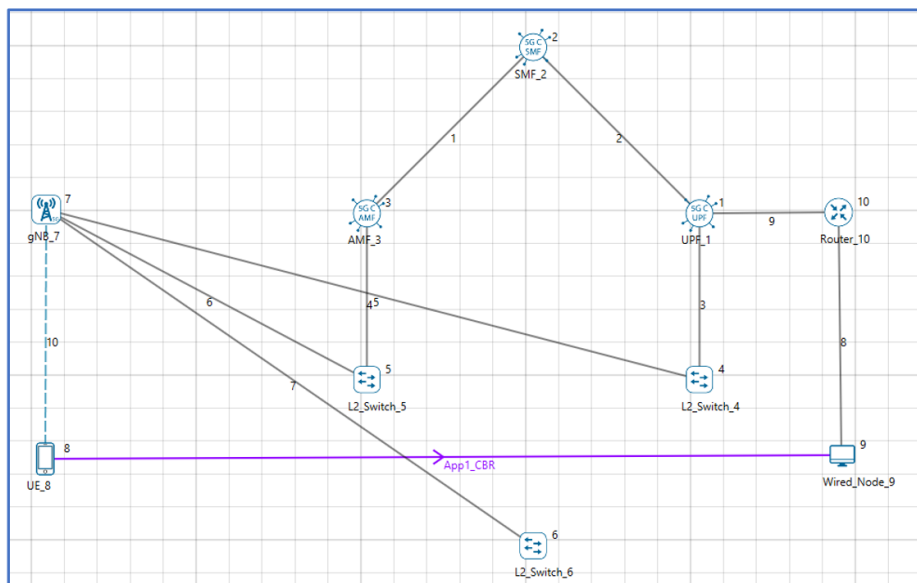 5G C
SMF
2
SMF_2
1
2
7
gNB_7
5G C
AMF
3
AMF_3
5G C
UPF
1
UPF_1
9
10
Router_10
6
4
5
3
10
8
7
5
L2_Switch_5
4
L2_Switch_4
8
UE_8
App1_CBR
9
Wired_Node_9
6
L2_Switch_6